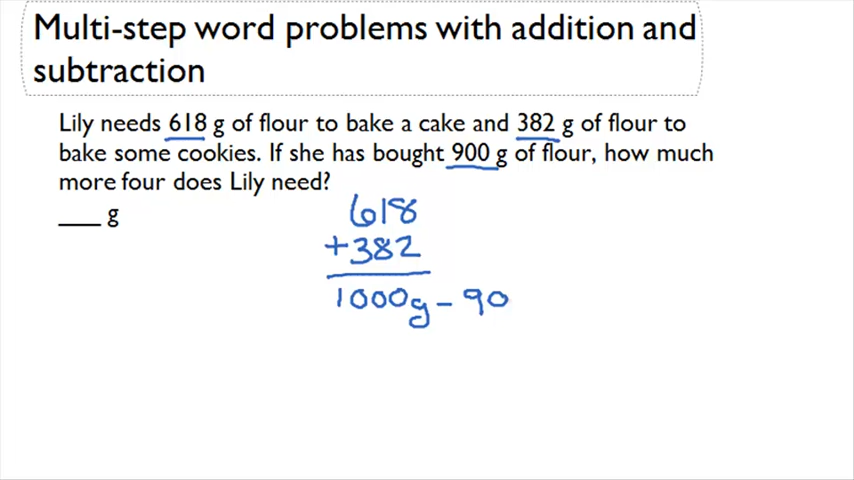 Multi-step word problems with addition and
subtraction
Lily needs 618 g of flour to bake a cake and 382 g of flour to
bake some cookies. If she has bought 900 g of flour, how much
more four does Lily need?
___ g
618
+382
1000g - 90